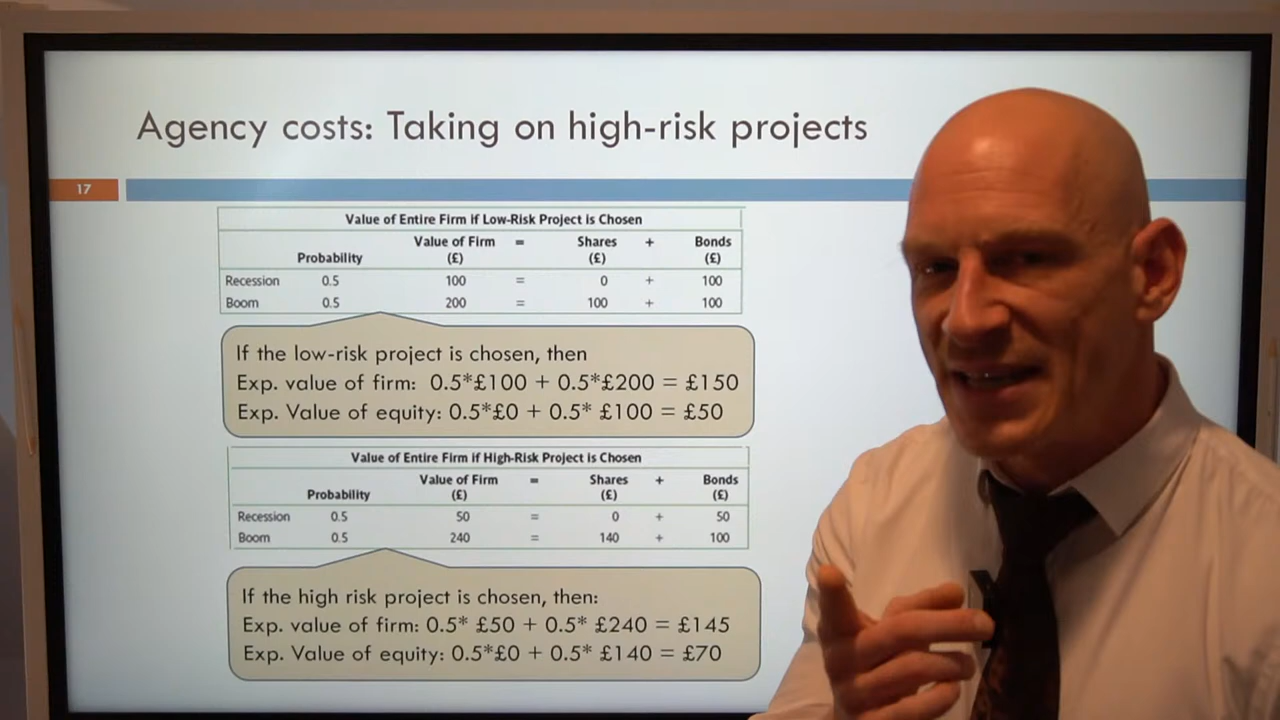 Agency costs: Taking on high-risk projects
17
Value of Entire Firm if Low-Risk Project is Chosen
Value of Firm = Shares + Bonds
Probability (£) (£) (£)
Recession 0.5 100 = 0 + 100
Boom 0.5 200 = 100 + 100
If the low-risk project is chosen, then
Exp. value of firm: 0.5*£100 + 0.5*£200 = £150
Exp. Value of equity: 0.5*£0 + 0.5* £100 = £50
Value of Entire Firm if High-Risk Project is Chosen
Value of Firm = Shares + Bonds
Probability (£) (£) (£)
Recession 0.5 50 = 0 + 50
Boom 0.5 240 = 140 + 100
If the high risk project is chosen, then:
Exp. value of firm: 0.5* £50 + 0.5* £240 = £145
Exp. Value of equity: 0.5*£0 + 0.5* £140 = £70